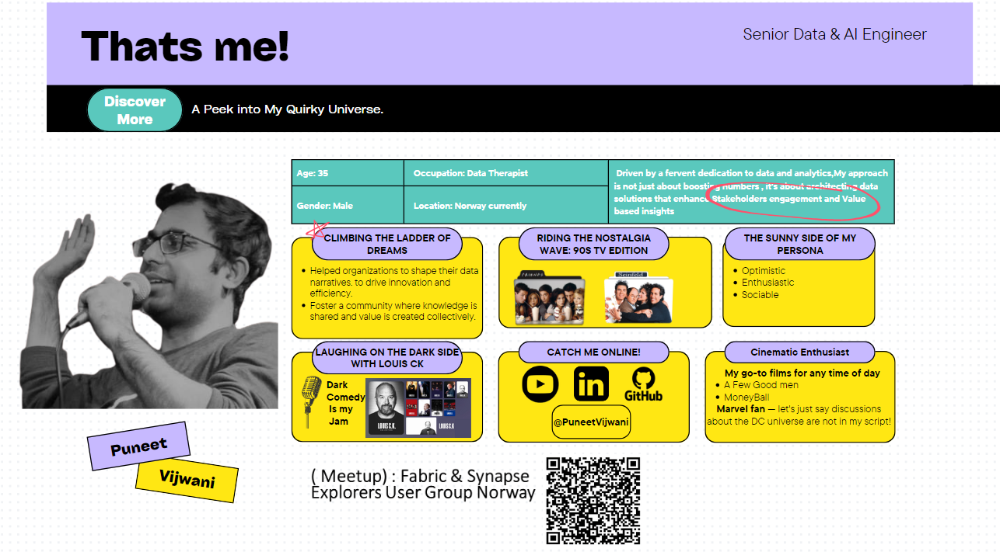 Thats me!
Senior Data & AI Engineer
Discover
More
A Peek into My Quirky Universe.
Age: 35
Occupation: Data Therapist
Gender: Male
Location: Norway currently
Driven by a fervent dedication to data and analytics,My approach
is not just about boosting numbers , it's about architecting data
solutions that enhance Stakeholders engagement and Value
based insights
CLIMBING THE LADDER OF
DREAMS
• Helped organizations to shape their data
narratives. to drive innovation and
efficiency.
• Foster a community where knowledge is
shared and value is created collectively.
RIDING THE NOSTALGIA
WAVE: 90S TV EDITION
FRIENDS
Seinfeld
THE SUNNY SIDE OF MY
PERSONA
• Optimistic
• Enthusiastic
• Sociable
LAUGHING ON THE DARK SIDE
WITH LOUIS CK
Dark
Comedy
Is my
Jam
LOUIS C.K.
LOUIS C.K.
CATCH ME ONLINE!
in
GitHub
@PuneetVijwani
Cinematic Enthusiast
My go-to films for any time of day
• A Few Good men
• MoneyBall
Marvel fan — let's just say discussions
about the DC universe are not in my script!
Puneet
Vijwani
( Meetup) : Fabric & Synapse
Explorers User Group Norway